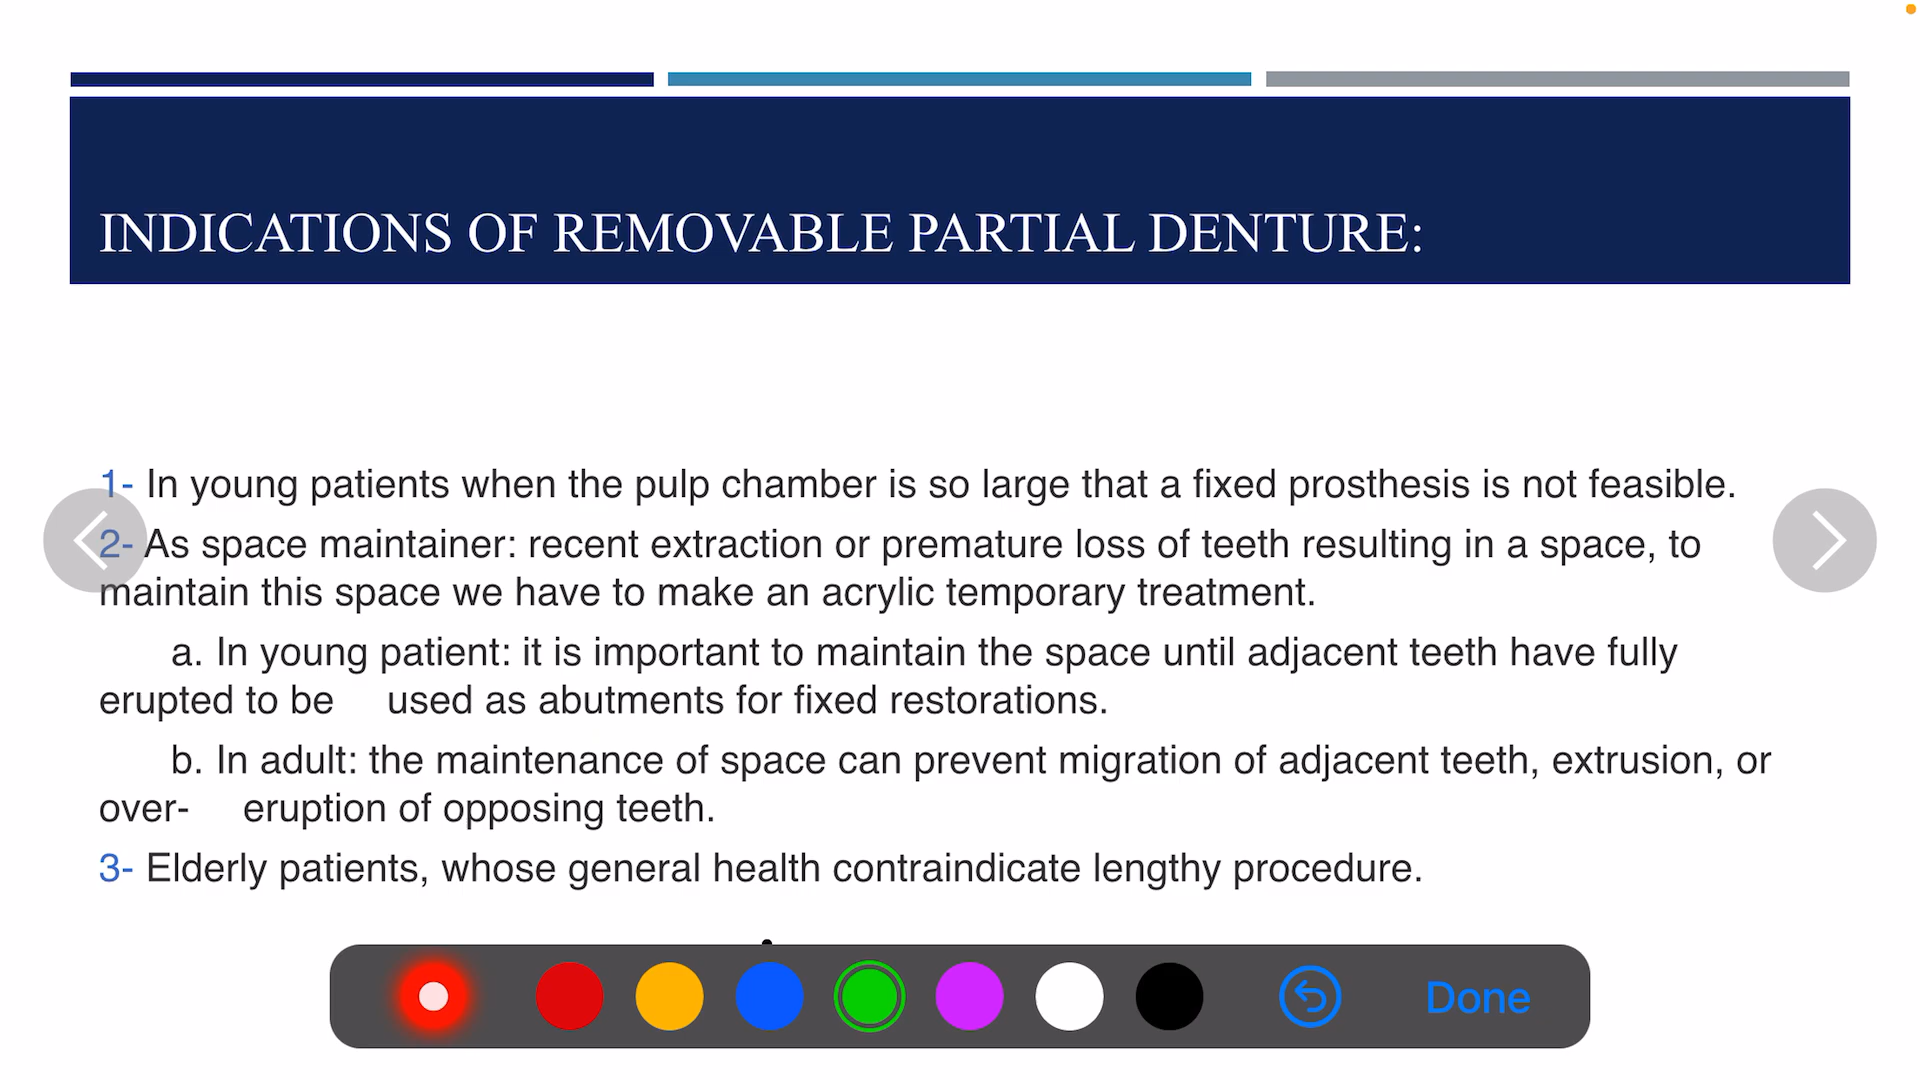 INDICATIONS OF REMOVABLE PARTIAL DENTURE:
1- In young patients when the pulp chamber is so large that a fixed prosthesis is not feasible.
2- As space maintainer: recent extraction or premature loss of teeth resulting in a space, to
maintain this space we have to make an acrylic temporary treatment.
a. In young patient: it is important to maintain the space until adjacent teeth have fully
erupted to be used as abutments for fixed restorations.
b. In adult: the maintenance of space can prevent migration of adjacent teeth, extrusion, or
over- eruption of opposing teeth.
3- Elderly patients, whose general health contraindicate lengthy procedure.
Done